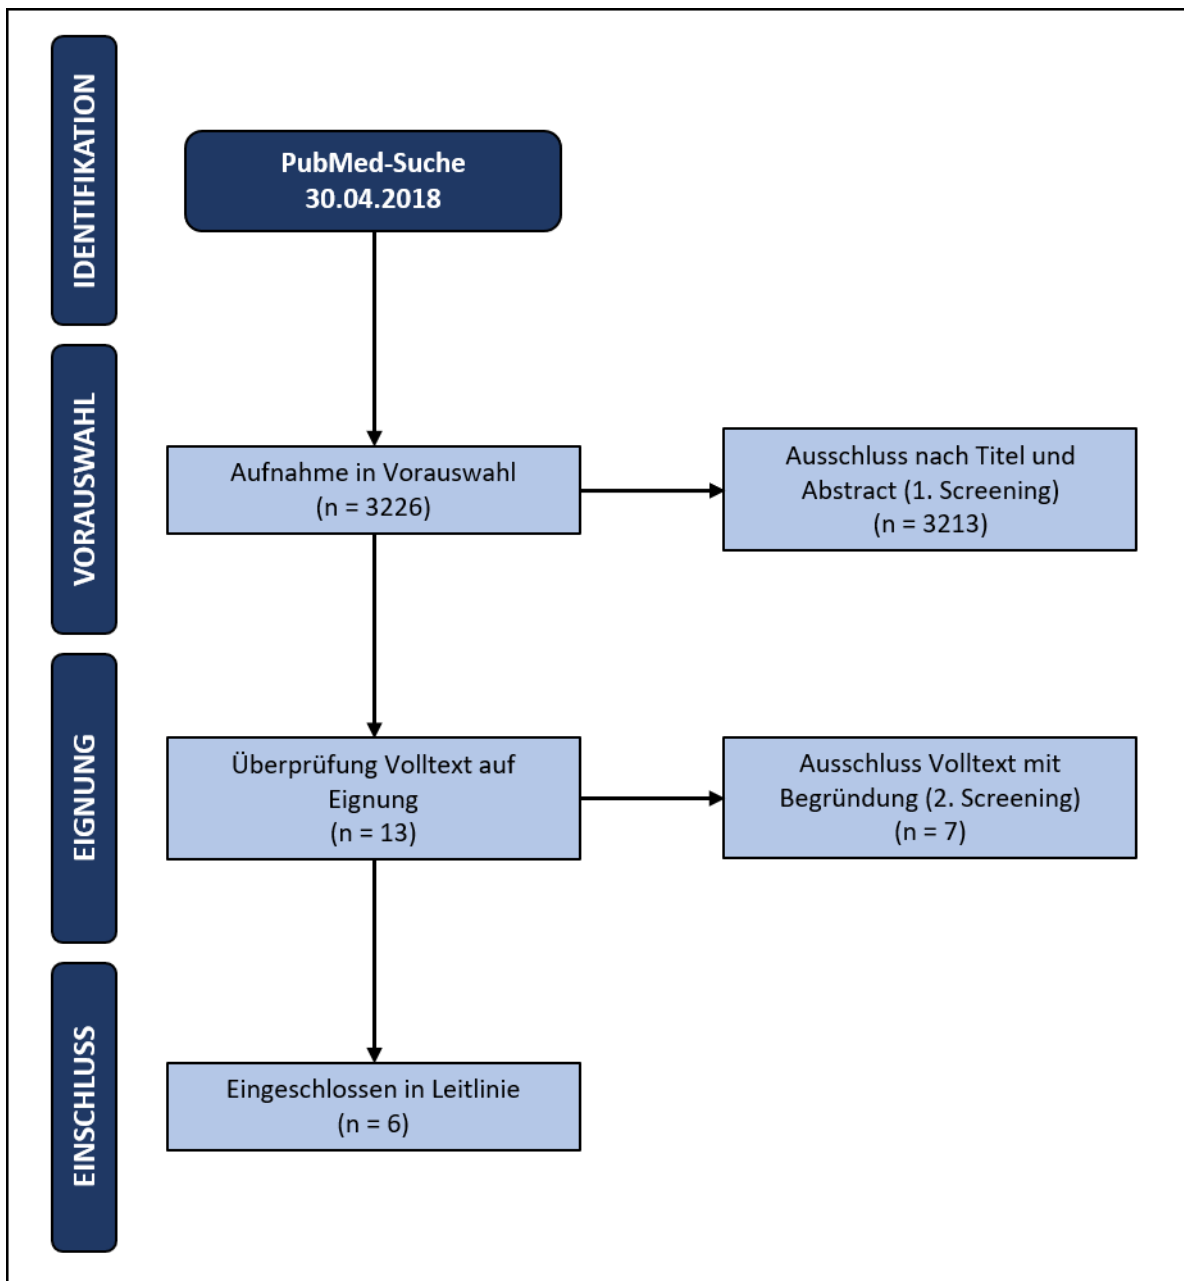 IDENTIFIKATION
PubMed-Suche
30.04.2018
VORAUSWAHL
Aufnahme in Vorauswahl
(n = 3226)
Ausschluss nach Titel und
Abstract (1. Screening)
(n = 3213)
EIGNUNG
Überprüfung Volltext auf
Eignung
(n = 13)
Ausschluss Volltext mit
Begründung (2. Screening)
(n = 7)
EINSCHLUSS
Eingeschlossen in Leitlinie
(n = 6)